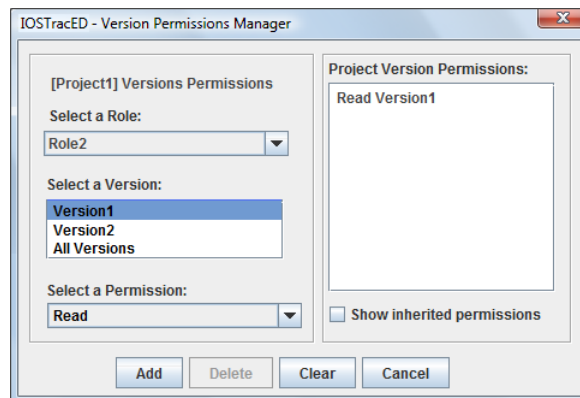 IOSTracED - Version Permissions Manager
[Project1] Versions Permissions
Select a Role:
Role2
Select a Version:
Version1
Version2
All Versions
Select a Permission:
Read
Project Version Permissions:
Read Version1
Show inherited permissions
Add
Delete
Clear
Cancel